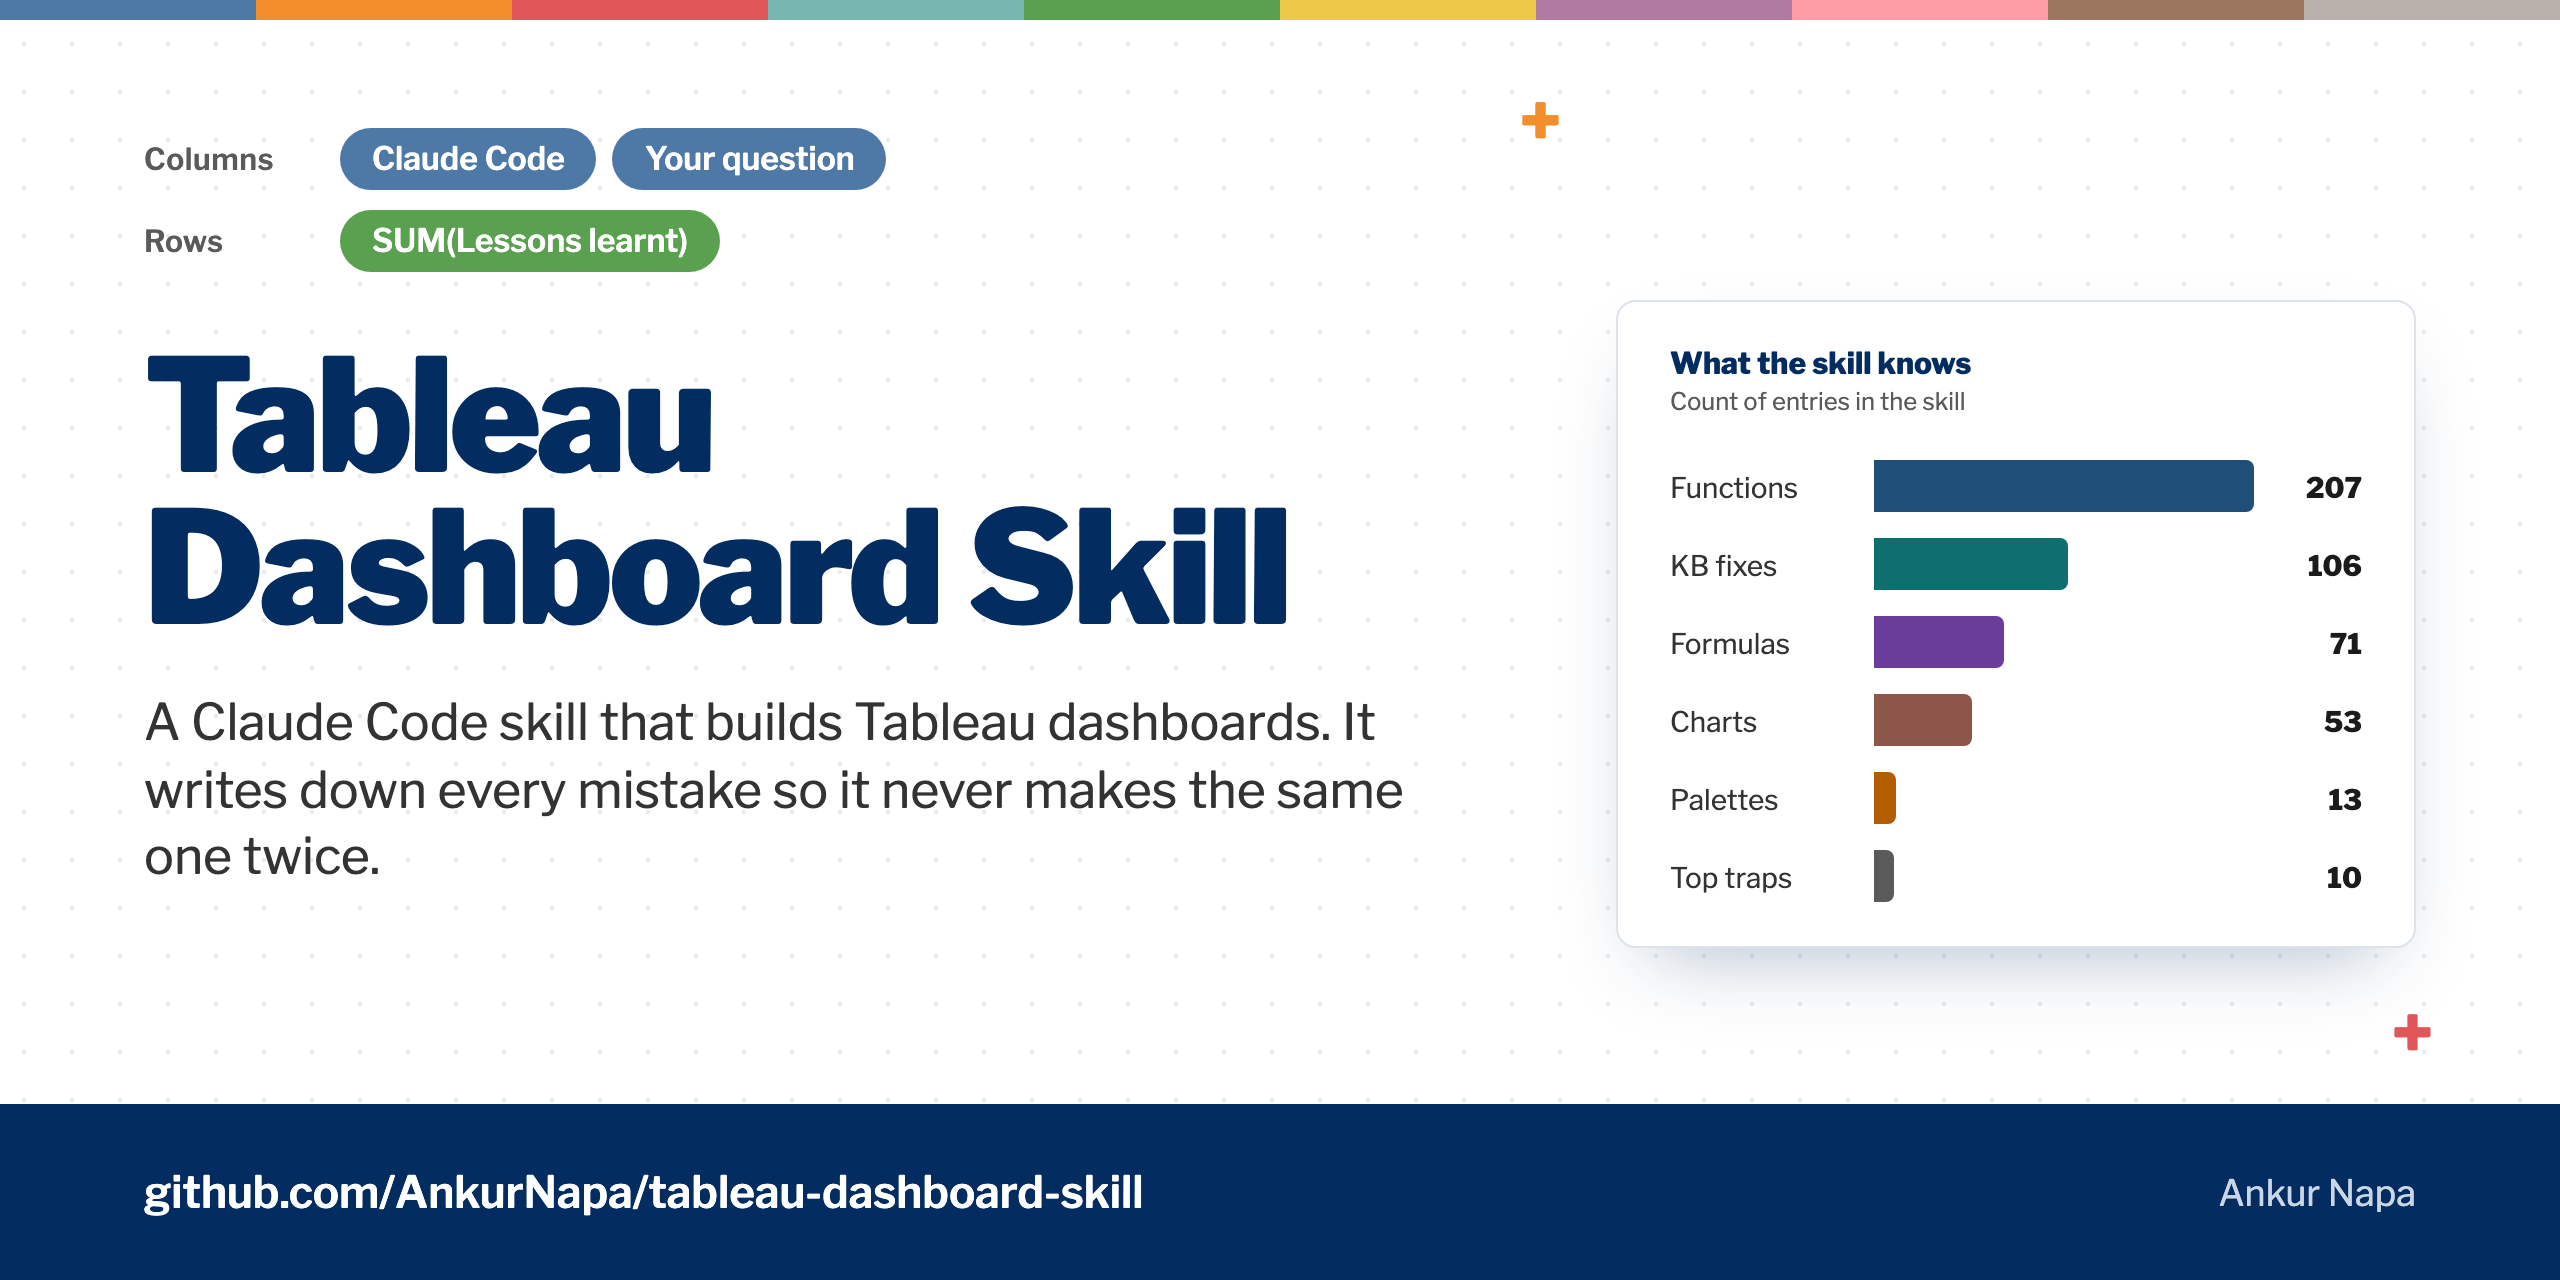 Columns Claude Code Your question
Rows SUM(Lessons learnt)
Tableau
Dashboard Skill
A Claude Code skill that builds Tableau dashboards. It
writes down every mistake so it never makes the same
one twice.
What the skill knows
Count of entries in the skill
Functions 207
KB fixes 106
Formulas 71
Charts 53
Palettes 13
Top traps 10
github.com/AnkurNapa/tableau-dashboard-skill
Ankur Napa